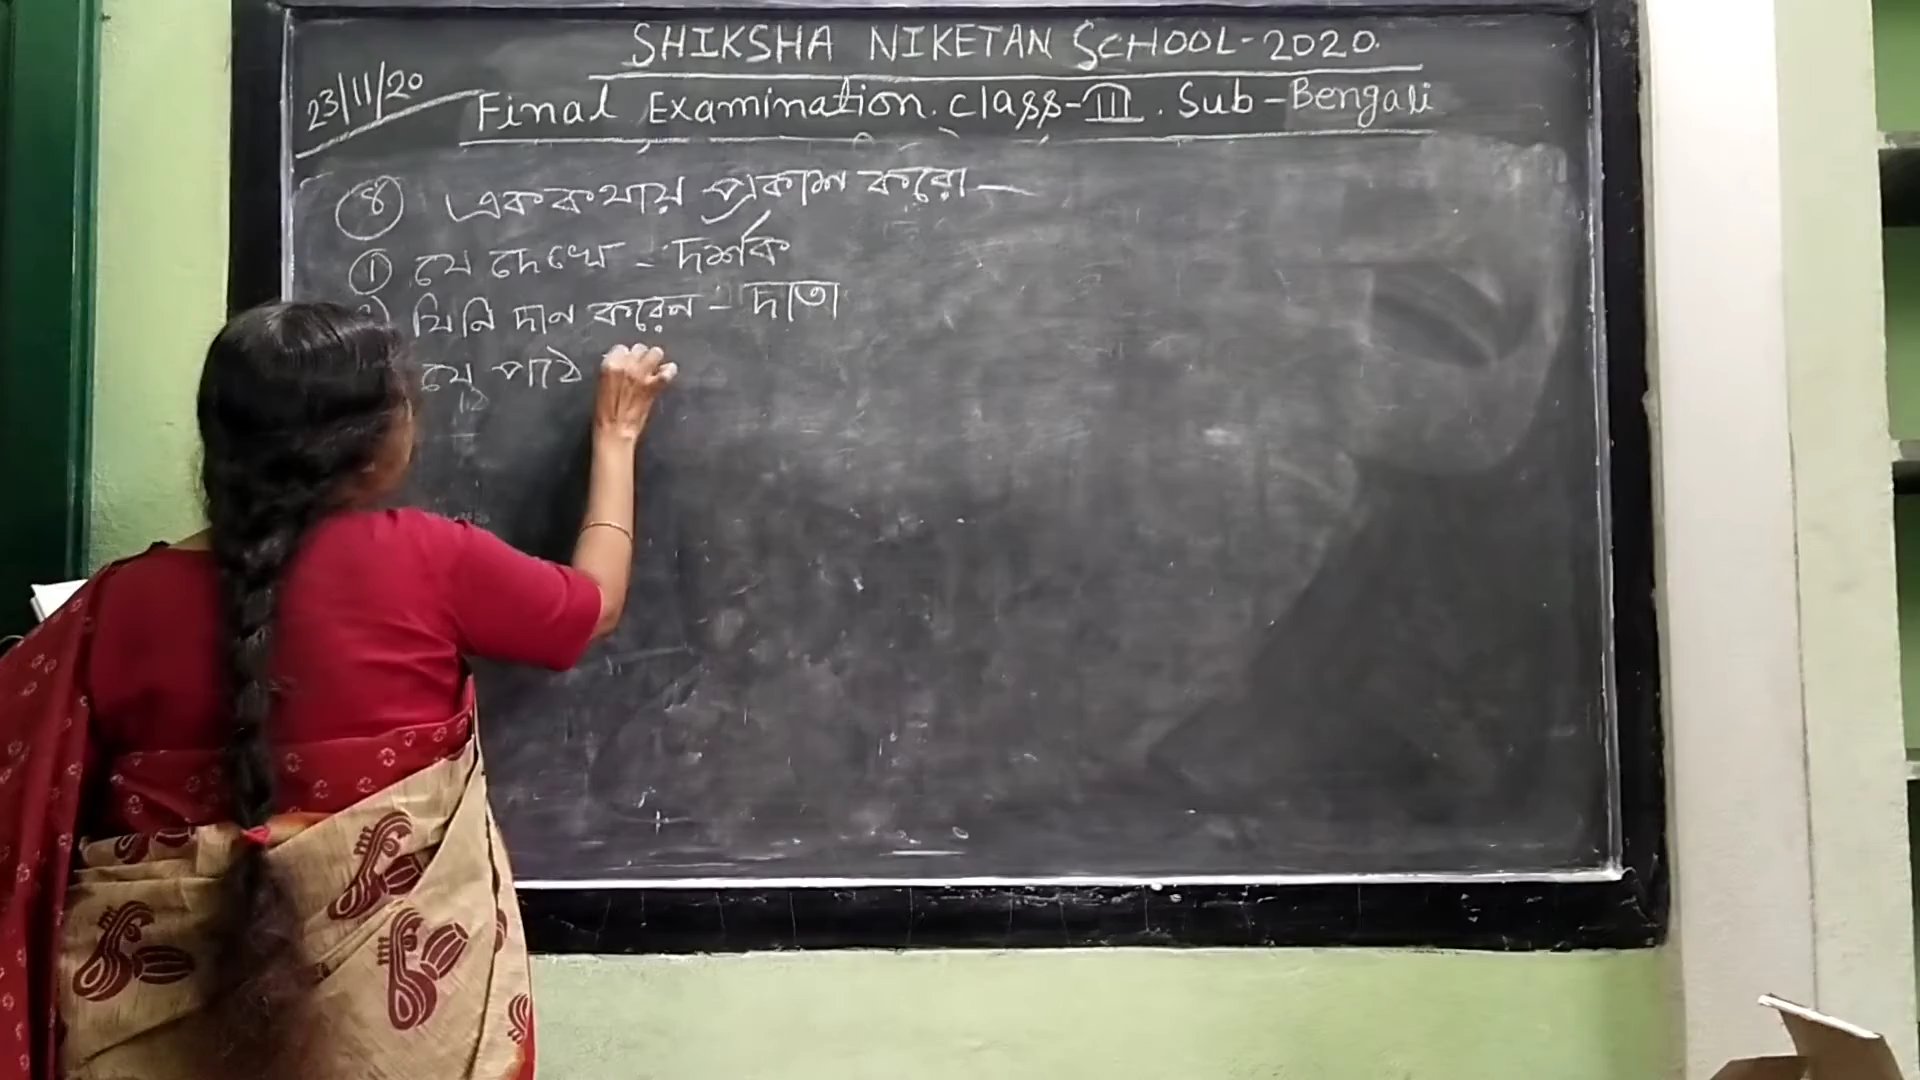 SHIKSHA NIKETAN SCHOOL-2020.
23/11/20
Final Examination. Class-III. Sub-Bengali
৪ এককথায় প্রকাশ করো—
① যে দেখে - দর্শক
যিনি দান করেন - দাতা
যে পাঠ